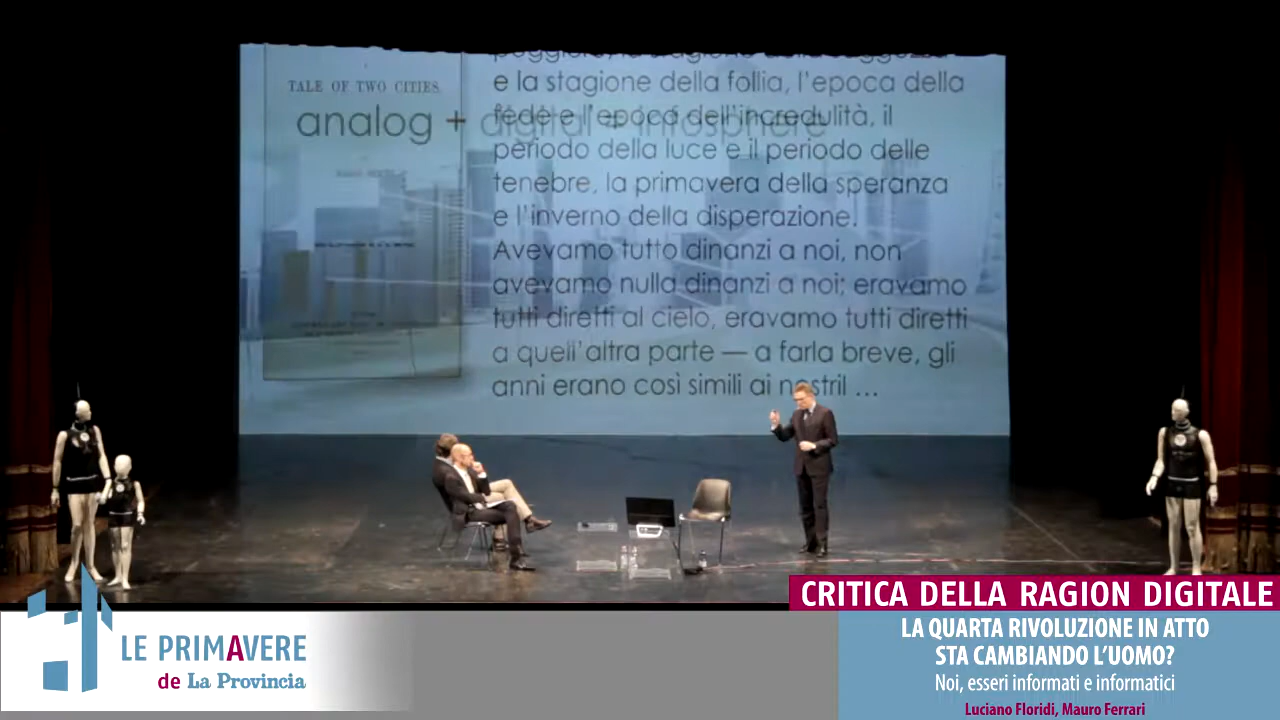 TALE OF TWO CITIES
analog + digital = infosphere
e la stagione della follia, l'epoca della
fede e l'epoca dell'incredulità, il
periodo della luce e il periodo delle
tenebre, la primavera della speranza
e l'inverno della disperazione.
Avevamo tutto dinanzi a noi, non
avevamo nulla dinanzi a noi; eravamo
tutti diretti al cielo, eravamo tutti diretti
a quell'altra parte — a farla breve, gli
anni erano così simili ai nostri! ...
CRITICA DELLA RAGION DIGITALE
LA QUARTA RIVOLUZIONE IN ATTO
STA CAMBIANDO L'UOMO?
Noi, esseri informati e informatici
Luciano Floridi, Mauro Ferrari
LE PRIMAVERE
de La Provincia